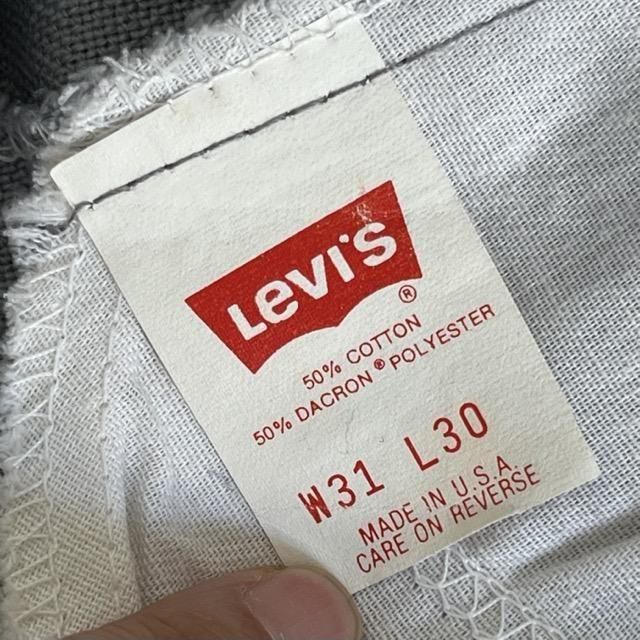 Levi's ®
50% COTTON
50% DACRON® POLYESTER
W31 L30
MADE IN U.S.A.
CARE ON REVERSE